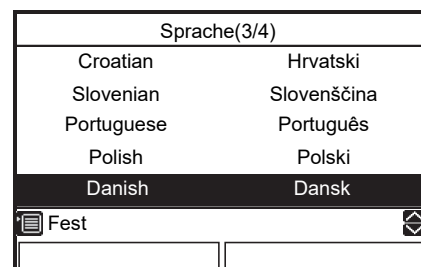 Sprache(3/4)
Croatian Hrvatski
Slovenian Slovenščina
Portuguese Português
Polish Polski
Danish Dansk
Fest